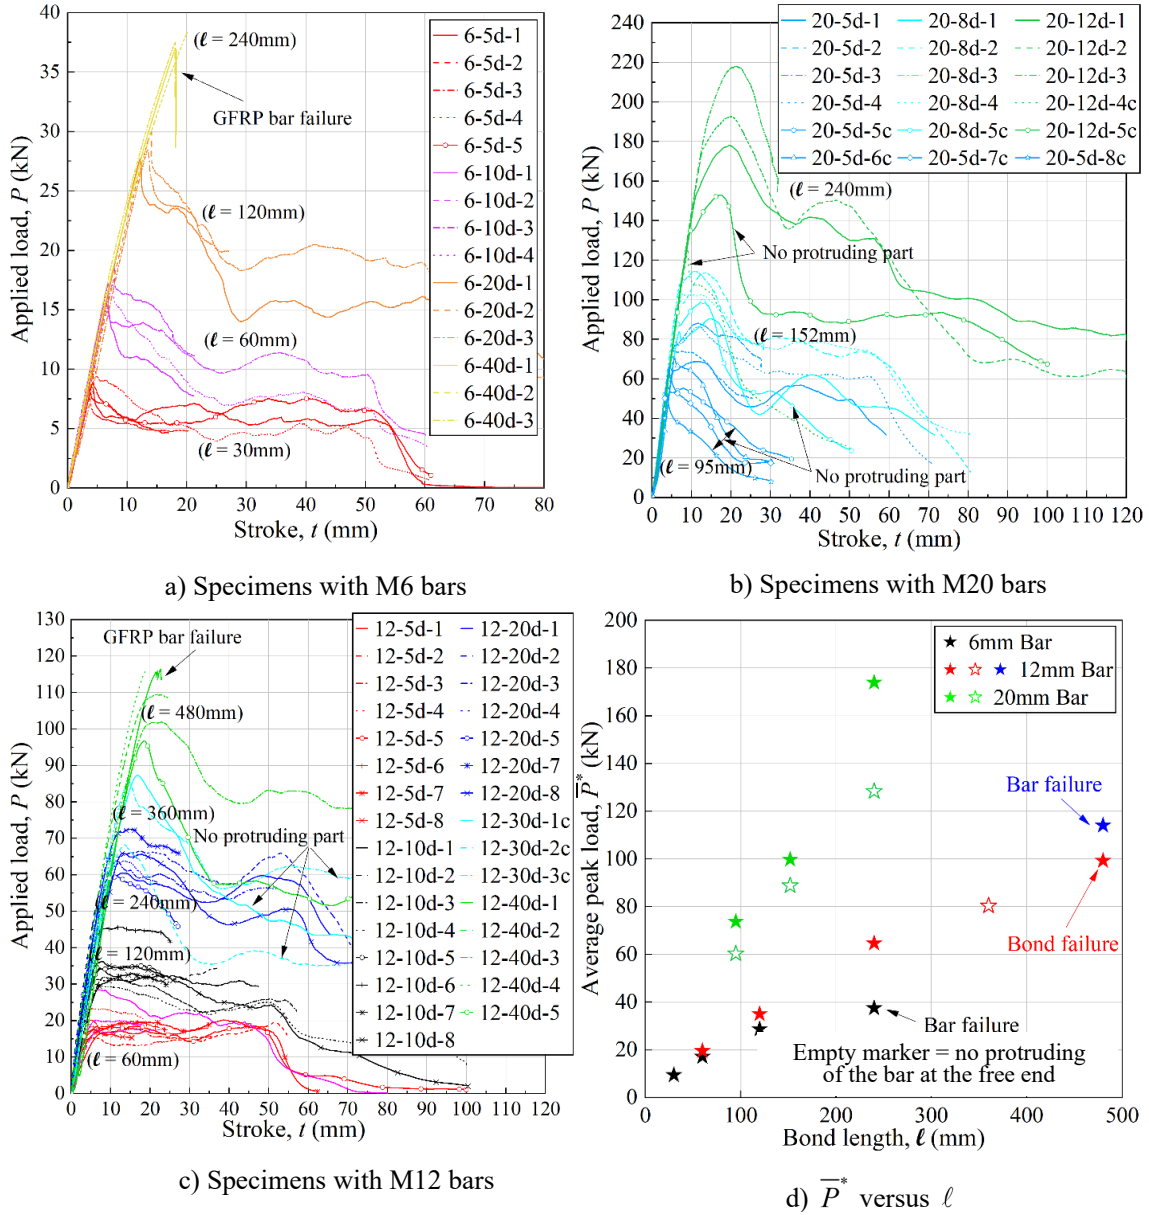 40
35
30
25
20
15
10
5
0
Applied load, P (kN)
(ℓ = 240mm)
GFRP bar failure
(ℓ = 120mm)
(ℓ = 60mm)
(ℓ = 30mm)
6-5d-1
6-5d-2
6-5d-3
6-5d-4
6-5d-5
6-10d-1
6-10d-2
6-10d-3
6-10d-4
6-20d-1
6-20d-2
6-20d-3
6-40d-1
6-40d-2
6-40d-3
0 10 20 30 40 50 60 70 80
Stroke, t (mm)
a) Specimens with M6 bars
240
220
200
180
160
140
120
100
80
60
40
20
0
Applied load, P (kN)
20-5d-1 20-8d-1 20-12d-1
20-5d-2 20-8d-2 20-12d-2
20-5d-3 20-8d-3 20-12d-3
20-5d-4 20-8d-4 20-12d-4c
20-5d-5c 20-8d-5c 20-12d-5c
20-5d-6c 20-5d-7c 20-5d-8c
(ℓ = 240mm)
No protruding part
(ℓ = 152mm)
(ℓ = 95mm)
No protruding part
0 10 20 30 40 50 60 70 80 90 100 110 120
Stroke, t (mm)
b) Specimens with M20 bars
130
120
110
100
90
80
70
60
50
40
30
20
10
0
Applied load, P (kN)
GFRP bar failure
(ℓ = 480mm)
(ℓ = 360mm)
No protruding part
(ℓ = 240mm)
(ℓ = 120mm)
(ℓ = 60mm)
12-5d-1 12-20d-1
12-5d-2 12-20d-2
12-5d-3 12-20d-3
12-5d-4 12-20d-4
12-5d-5 12-20d-5
12-5d-6 12-20d-7
12-5d-7 12-20d-8
12-5d-8 12-30d-1c
12-10d-1 12-30d-2c
12-10d-2 12-30d-3c
12-10d-3 12-40d-1
12-10d-4 12-40d-2
12-10d-5 12-40d-3
12-10d-6 12-40d-4
12-10d-7 12-40d-5
12-10d-8
0 10 20 30 40 50 60 70 80 90 100 110 120
Stroke, t (mm)
c) Specimens with M12 bars
200
180
160
140
120
100
80
60
40
20
0
Average peak load, P̅* (kN)
6mm Bar
12mm Bar
20mm Bar
Bar failure
Bond failure
Bar failure
Empty marker = no protruding
of the bar at the free end
0 100 200 300 400 500
Bond length, ℓ (mm)
d) P̅* versus ℓ